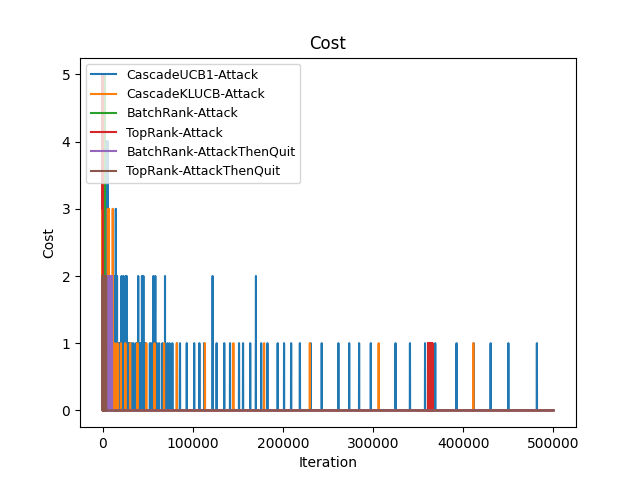 Cost
5
4
3
2
1
0
Cost
CascadeUCB1-Attack
CascadeKLUCB-Attack
BatchRank-Attack
TopRank-Attack
BatchRank-AttackThenQuit
TopRank-AttackThenQuit
0 100000 200000 300000 400000 500000
Iteration